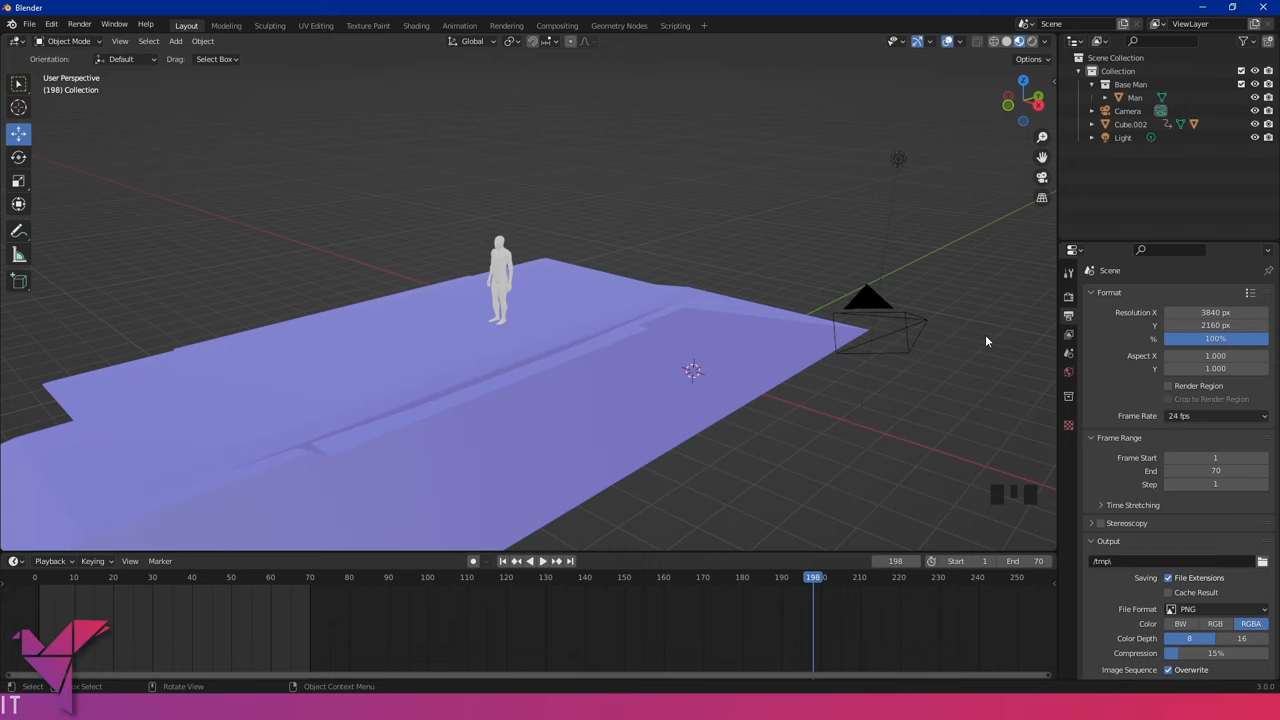 Blender
File Edit Render Window Help Layout Modeling Sculpting UV Editing Texture Paint Shading Animation Rendering Compositing Geometry Nodes Scripting + Scene ViewLayer
Object Mode View Select Add Object Global
Orientation: Default Drag: Select Box Options
User Perspective
(198) Collection
Z
Y
X
Scene Collection
Collection
Base Man
Man
Camera
Cube.002
Light
Scene
Format
Resolution X 3840 px
Y 2160 px
% 100%
Aspect X 1.000
Y 1.000
Render Region
Crop to Render Region
Frame Rate 24 fps
Frame Range
Frame Start 1
End 70
Step 1
Time Stretching
Stereoscopy
Output
/tmp\
Saving File Extensions
Cache Result
File Format PNG
Color BW RGB RGBA
Color Depth 8 16
Compression 15%
Image Sequence Overwrite
Playback Keying View Marker 198 Start 1 End 70
0 10 20 30 40 50 60 70 80 90 100 110 120 130 140 150 160 170 180 190 198 210 220 230 240 250
Select Box Select Rotate View Object Context Menu 3.0.0
IT